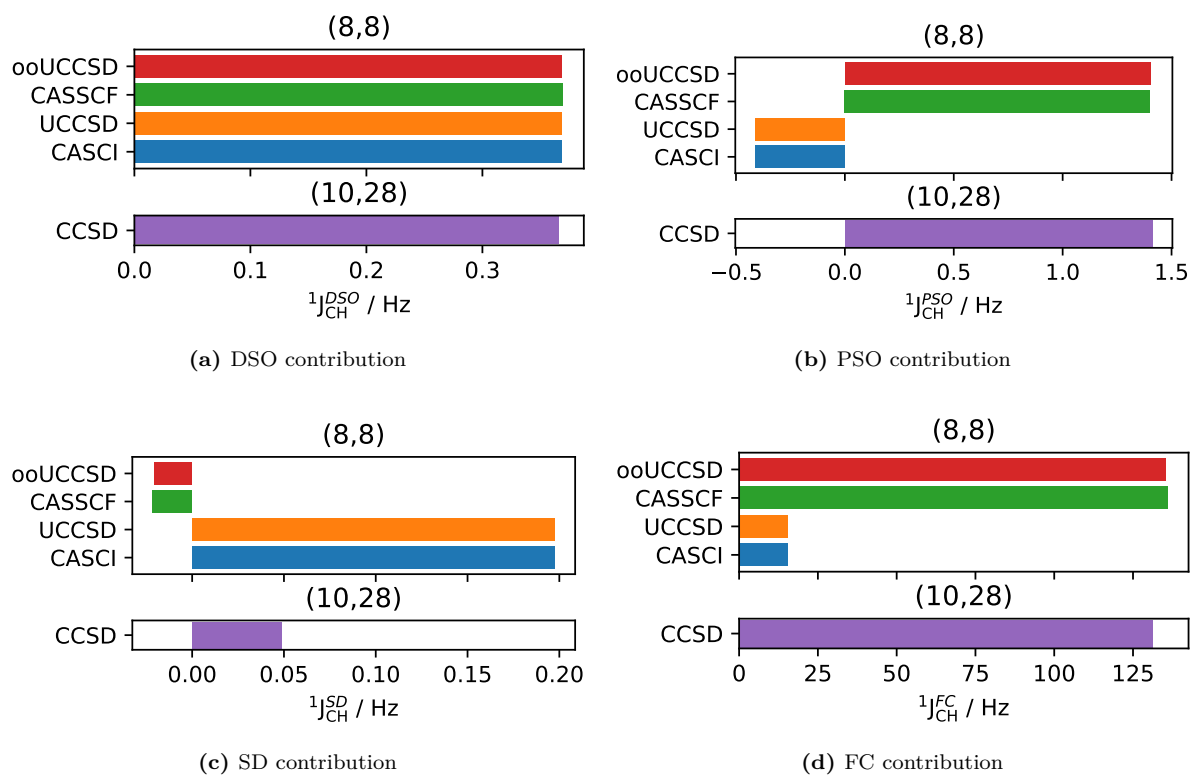 (8,8)
ooUCCSD
CASSCF
UCCSD
CASCI
(10,28)
CCSD
0.0 0.1 0.2 0.3
¹J_CH^DSO / Hz
(a) DSO contribution
(8,8)
ooUCCSD
CASSCF
UCCSD
CASCI
(10,28)
CCSD
−0.5 0.0 0.5 1.0 1.5
¹J_CH^PSO / Hz
(b) PSO contribution
(8,8)
ooUCCSD
CASSCF
UCCSD
CASCI
(10,28)
CCSD
0.00 0.05 0.10 0.15 0.20
¹J_CH^SD / Hz
(c) SD contribution
(8,8)
ooUCCSD
CASSCF
UCCSD
CASCI
(10,28)
CCSD
0 25 50 75 100 125
¹J_CH^FC / Hz
(d) FC contribution